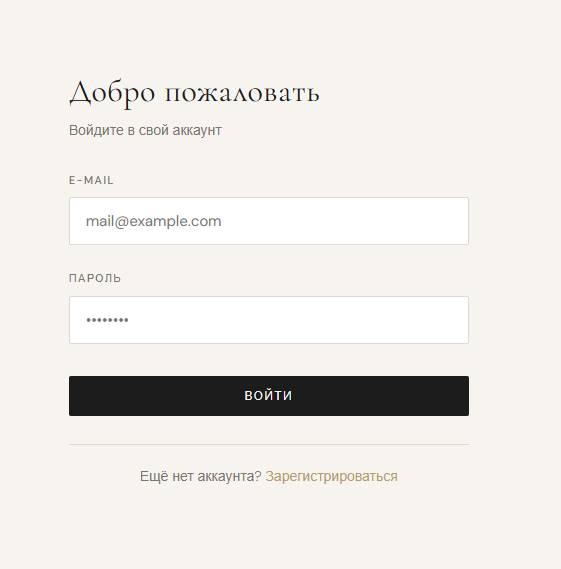 Добро пожаловать
Войдите в свой аккаунт
E-MAIL
mail@example.com
ПАРОЛЬ
••••••••
ВОЙТИ
Ещё нет аккаунта? Зарегистрироваться